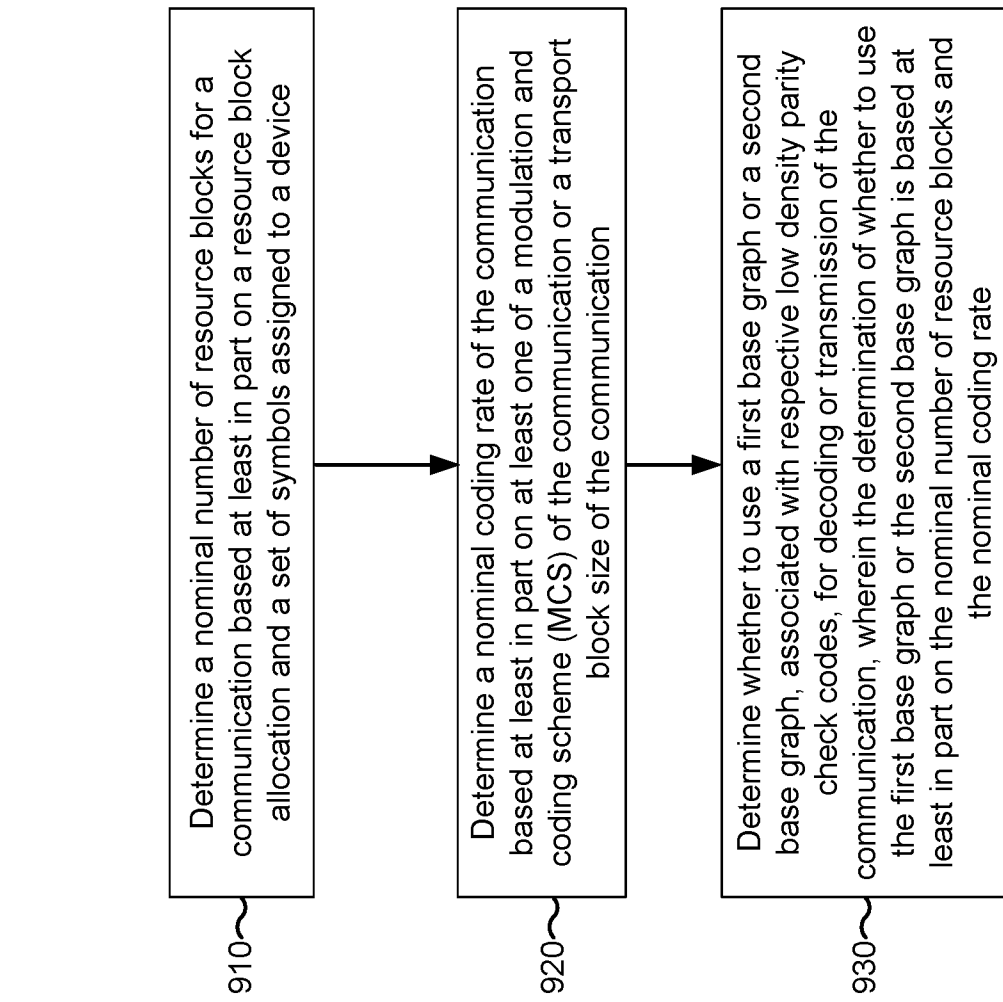 910
Determine a nominal number of resource blocks for a
communication based at least in part on a resource block
allocation and a set of symbols assigned to a device
920
Determine a nominal coding rate of the communication
based at least in part on at least one of a modulation and
coding scheme (MCS) of the communication or a transport
block size of the communication
930
Determine whether to use a first base graph or a second
base graph, associated with respective low density parity
check codes, for decoding or transmission of the
communication, wherein the determination of whether to use
the first base graph or the second base graph is based at
least in part on the nominal number of resource blocks and
the nominal coding rate